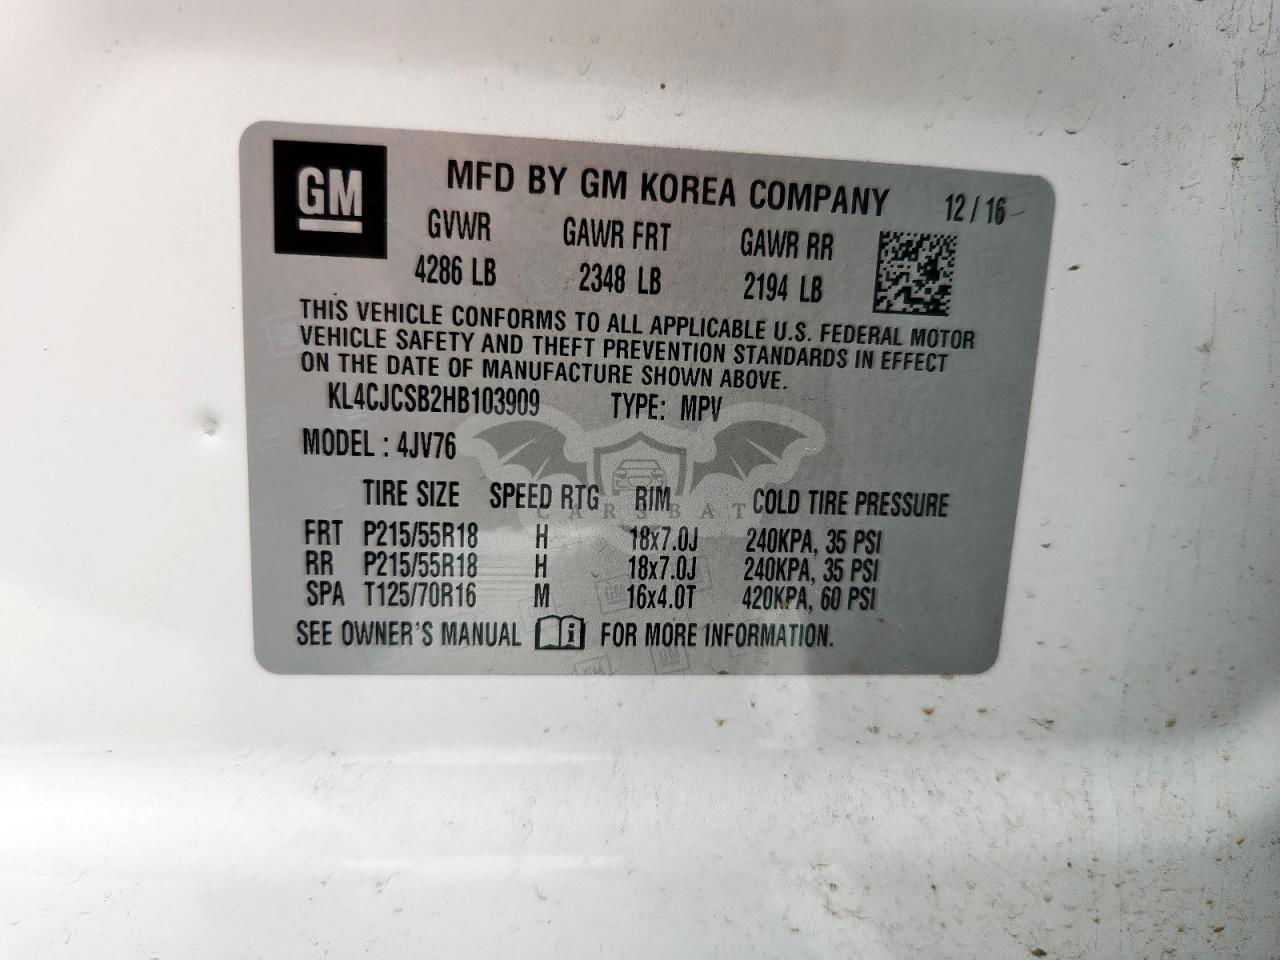 GM
MFD BY GM KOREA COMPANY 12/16
GVWR GAWR FRT GAWR RR
4286 LB 2348 LB 2194 LB
THIS VEHICLE CONFORMS TO ALL APPLICABLE U.S. FEDERAL MOTOR
VEHICLE SAFETY AND THEFT PREVENTION STANDARDS IN EFFECT
ON THE DATE OF MANUFACTURE SHOWN ABOVE.
KL4CJCSB2HB103909 TYPE: MPV
MODEL : 4JV76
TIRE SIZE SPEED RTG RIM COLD TIRE PRESSURE
CARSBAT
FRT P215/55R18 H 18x7.0J 240KPA, 35 PSI
RR P215/55R18 H 18x7.0J 240KPA, 35 PSI
SPA T125/70R16 M 16x4.0T 420KPA, 60 PSI
SEE OWNER'S MANUAL i FOR MORE INFORMATION.